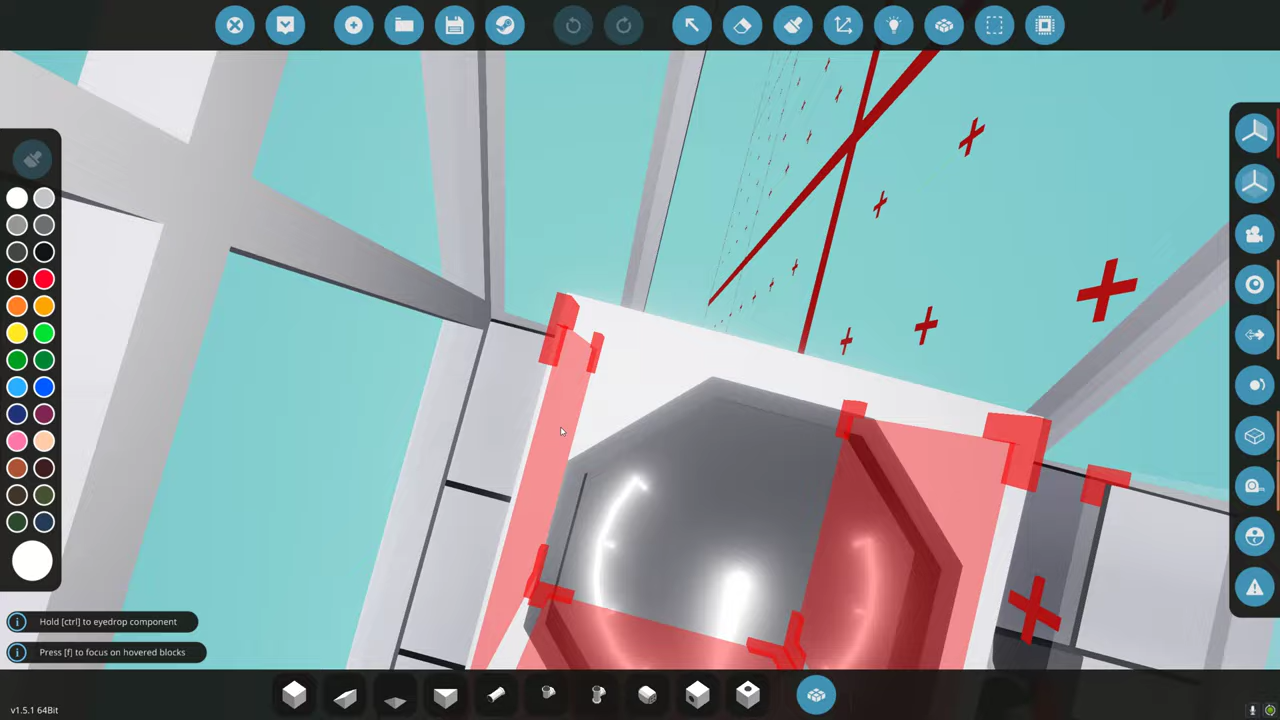 Hold [ctrl] to eyedrop component
Press [f] to focus on hovered blocks
v1.5.1 64Bit